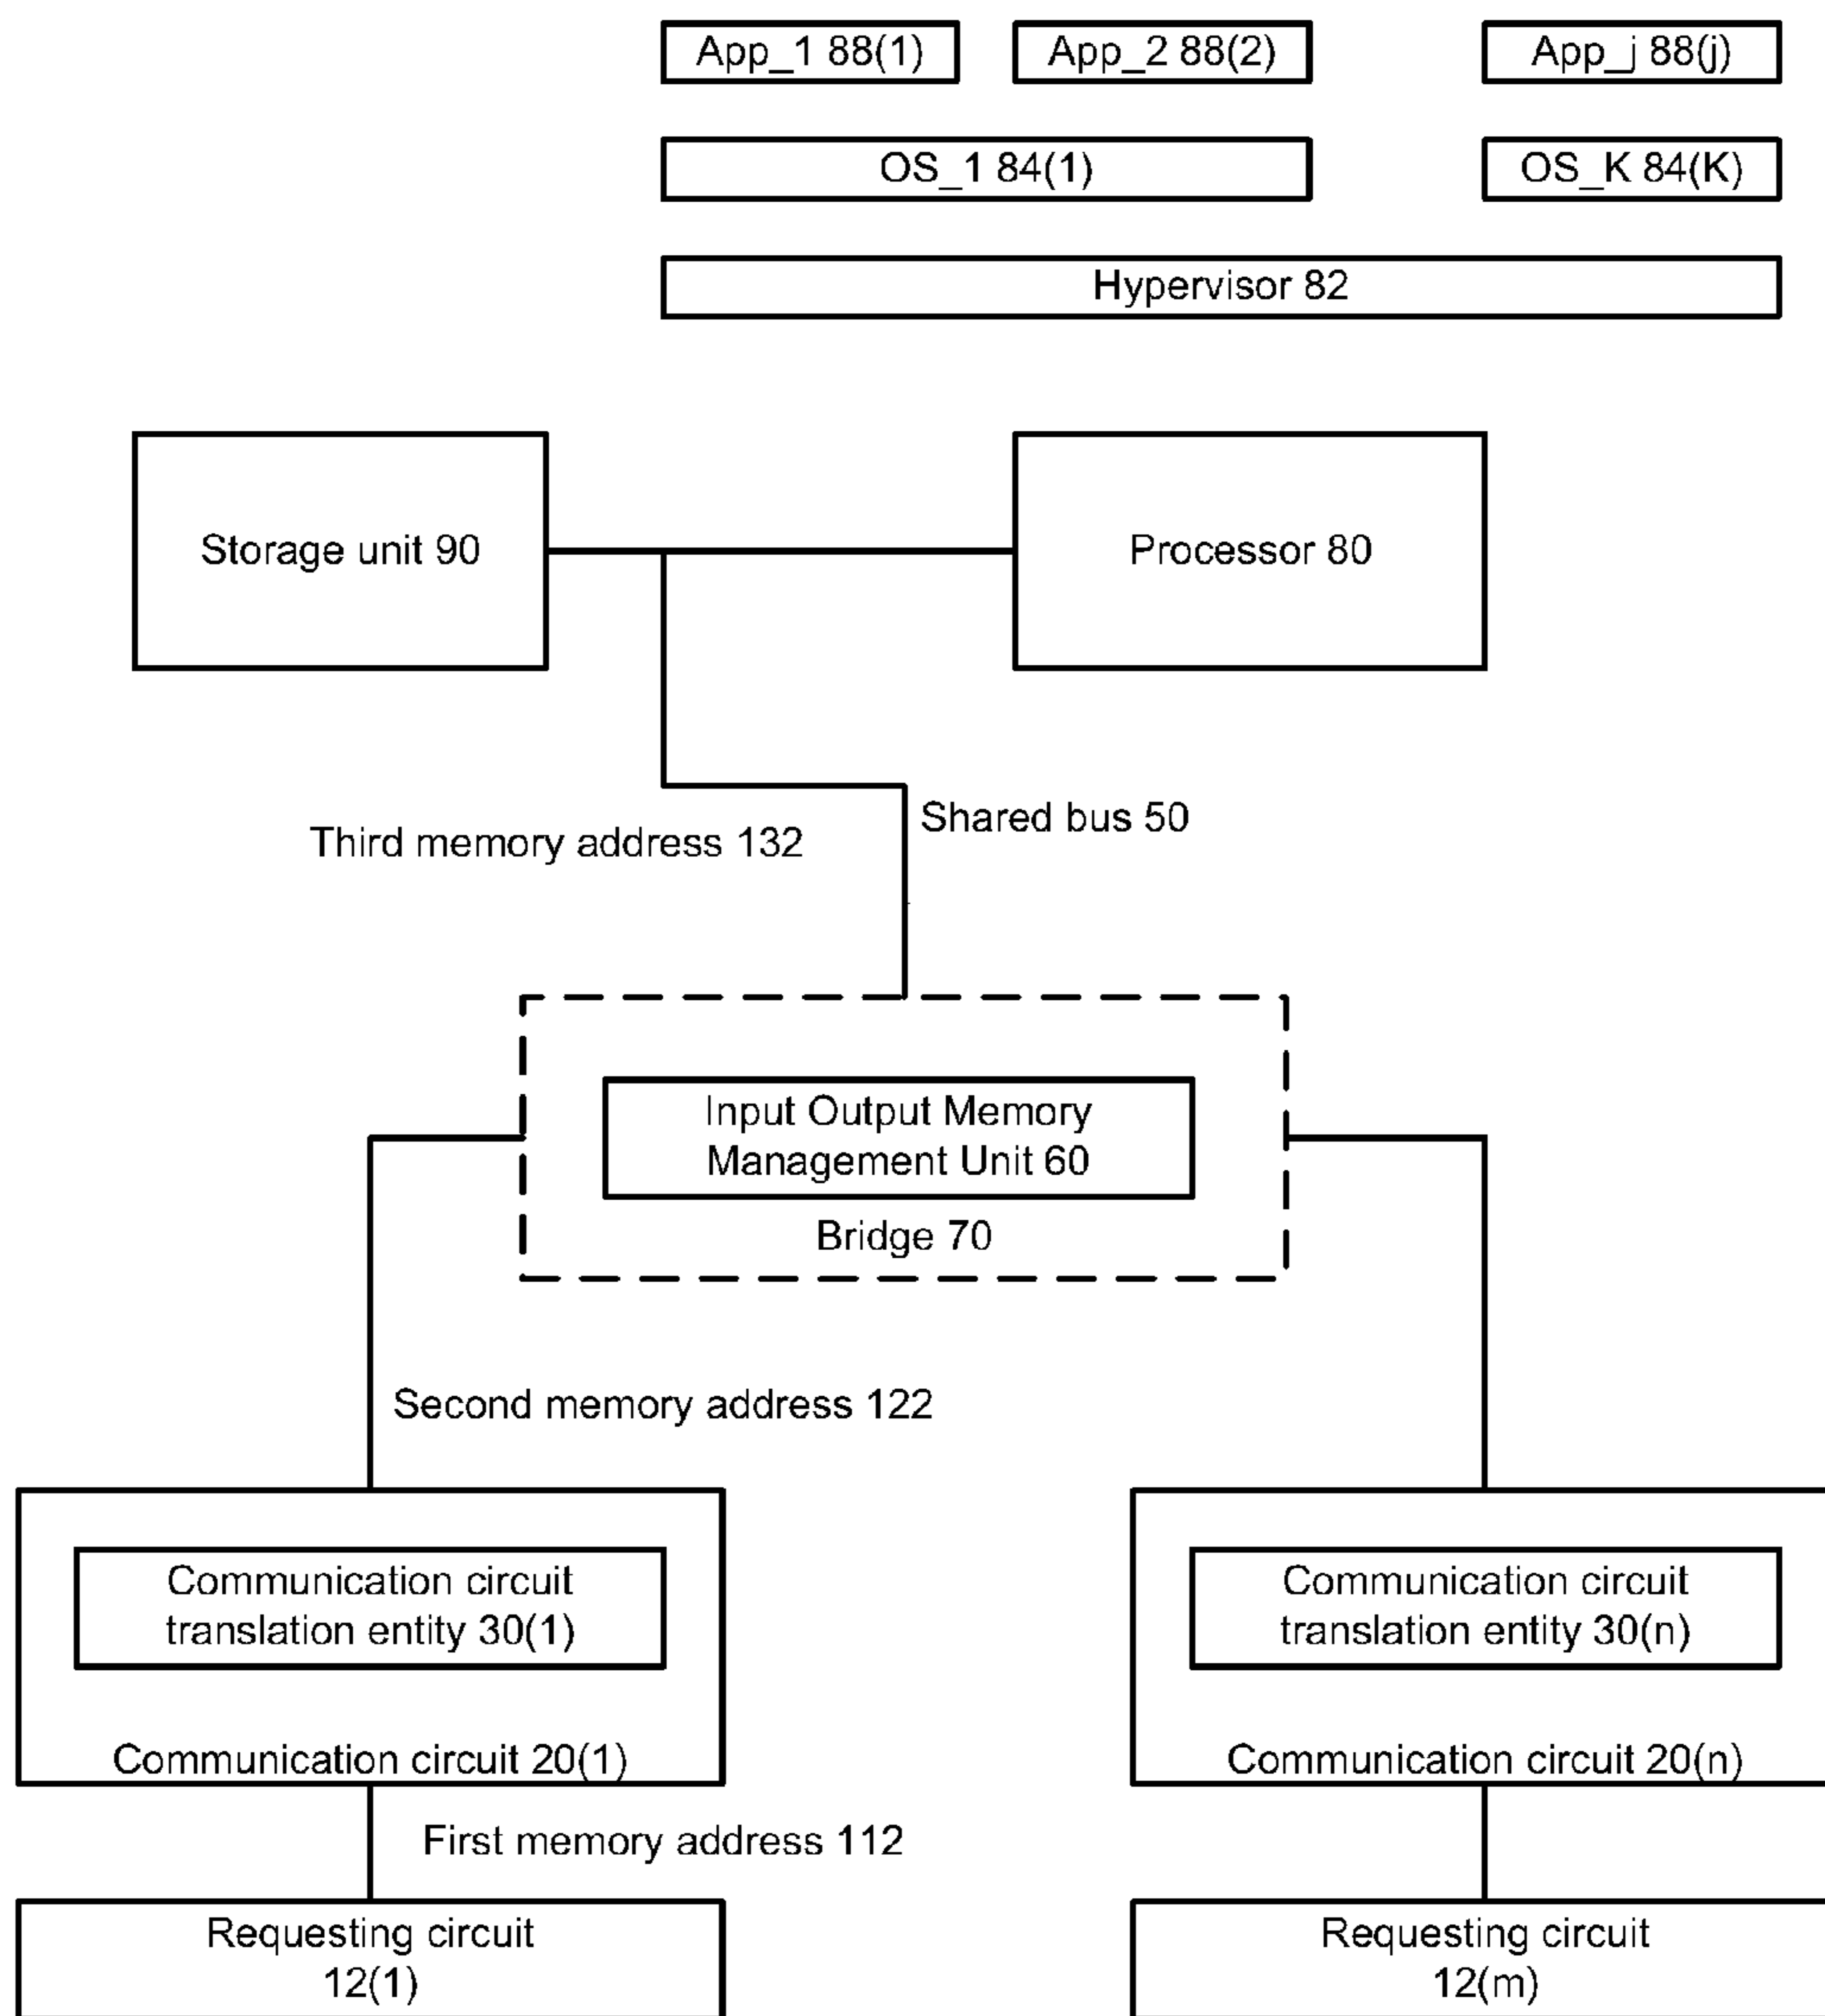 App_1 88(1)
App_2 88(2)
App_j 88(j)
OS_1 84(1)
OS_K 84(K)
Hypervisor 82
Storage unit 90
Processor 80
Shared bus 50
Third memory address 132
Input Output Memory
Management Unit 60
Bridge 70
Second memory address 122
Communication circuit
translation entity 30(1)
Communication circuit 20(1)
Communication circuit
translation entity 30(n)
Communication circuit 20(n)
First memory address 112
Requesting circuit
12(1)
Requesting circuit
12(m)